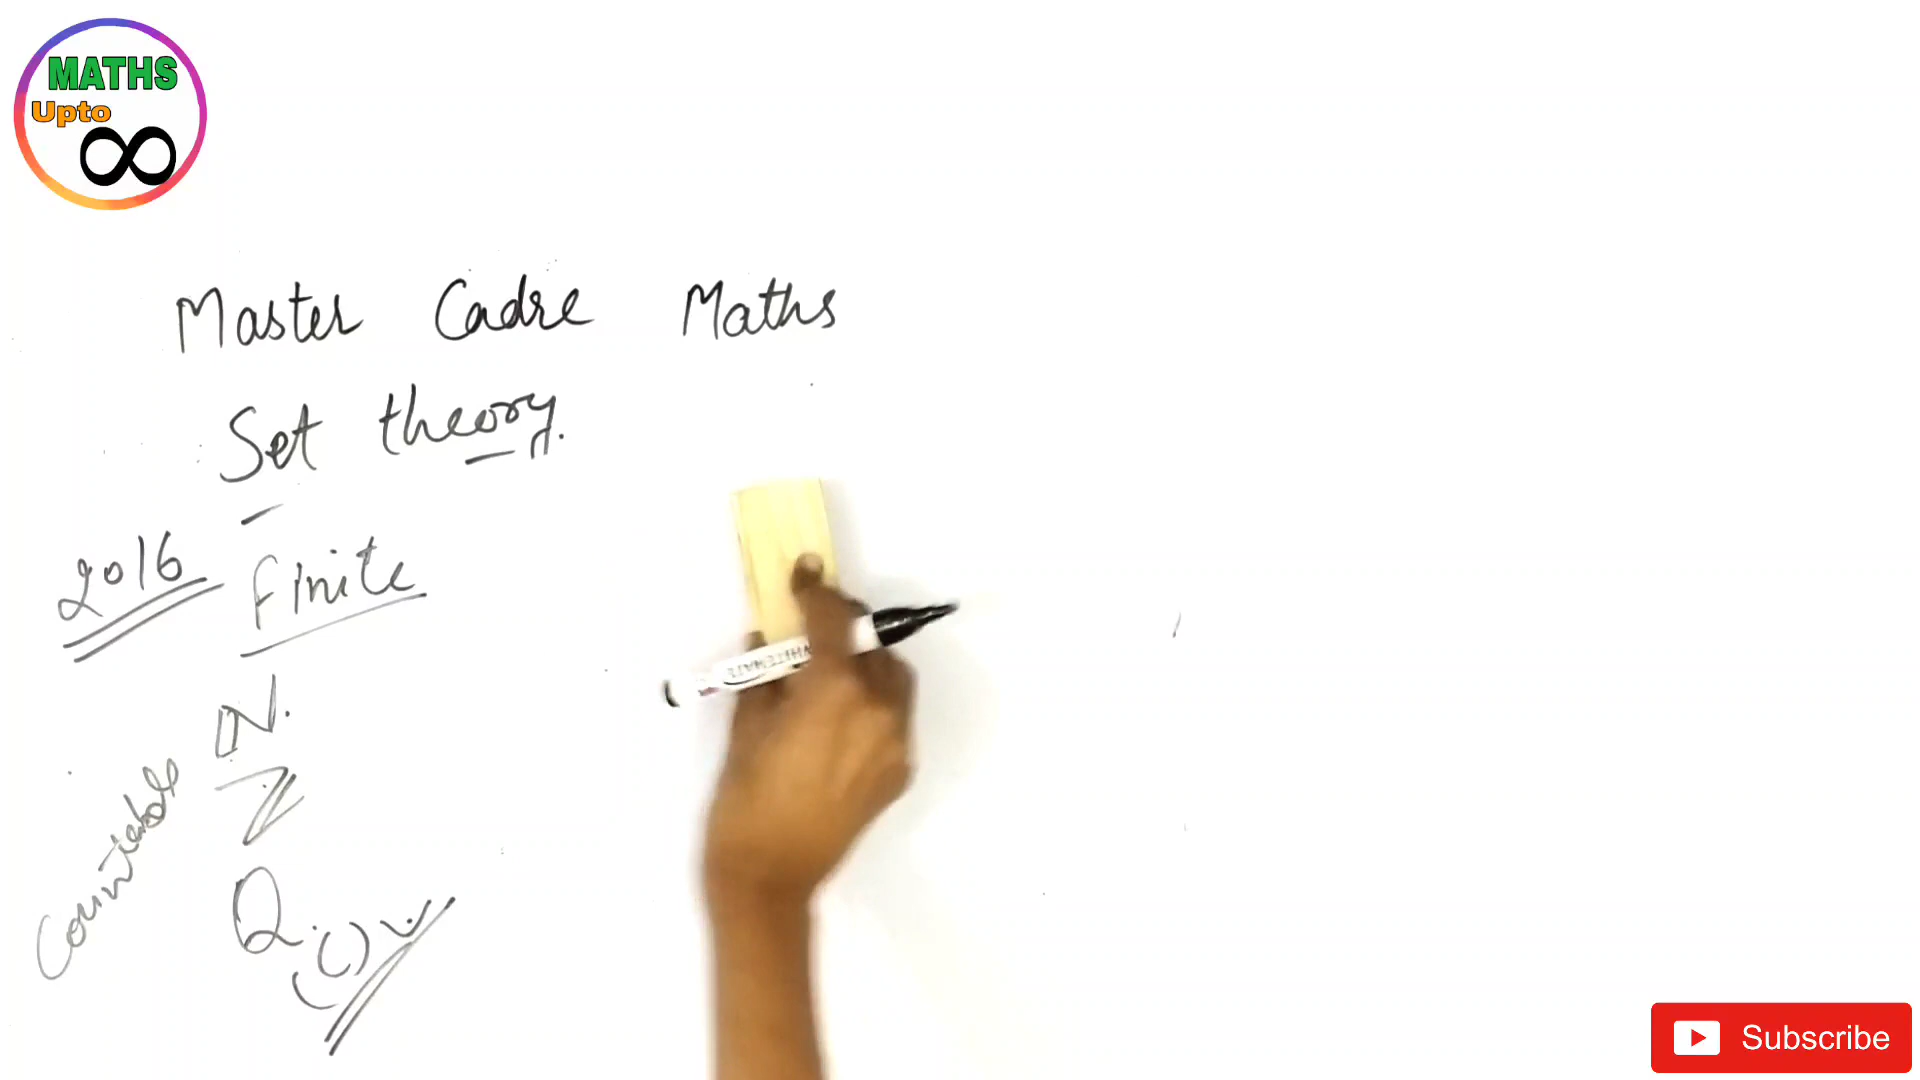 MATHS
Upto
∞
Master Cadre Maths
Set theory.
2016 Finite
N.
Z
Q.
Countable
WHITEMATE
Subscribe